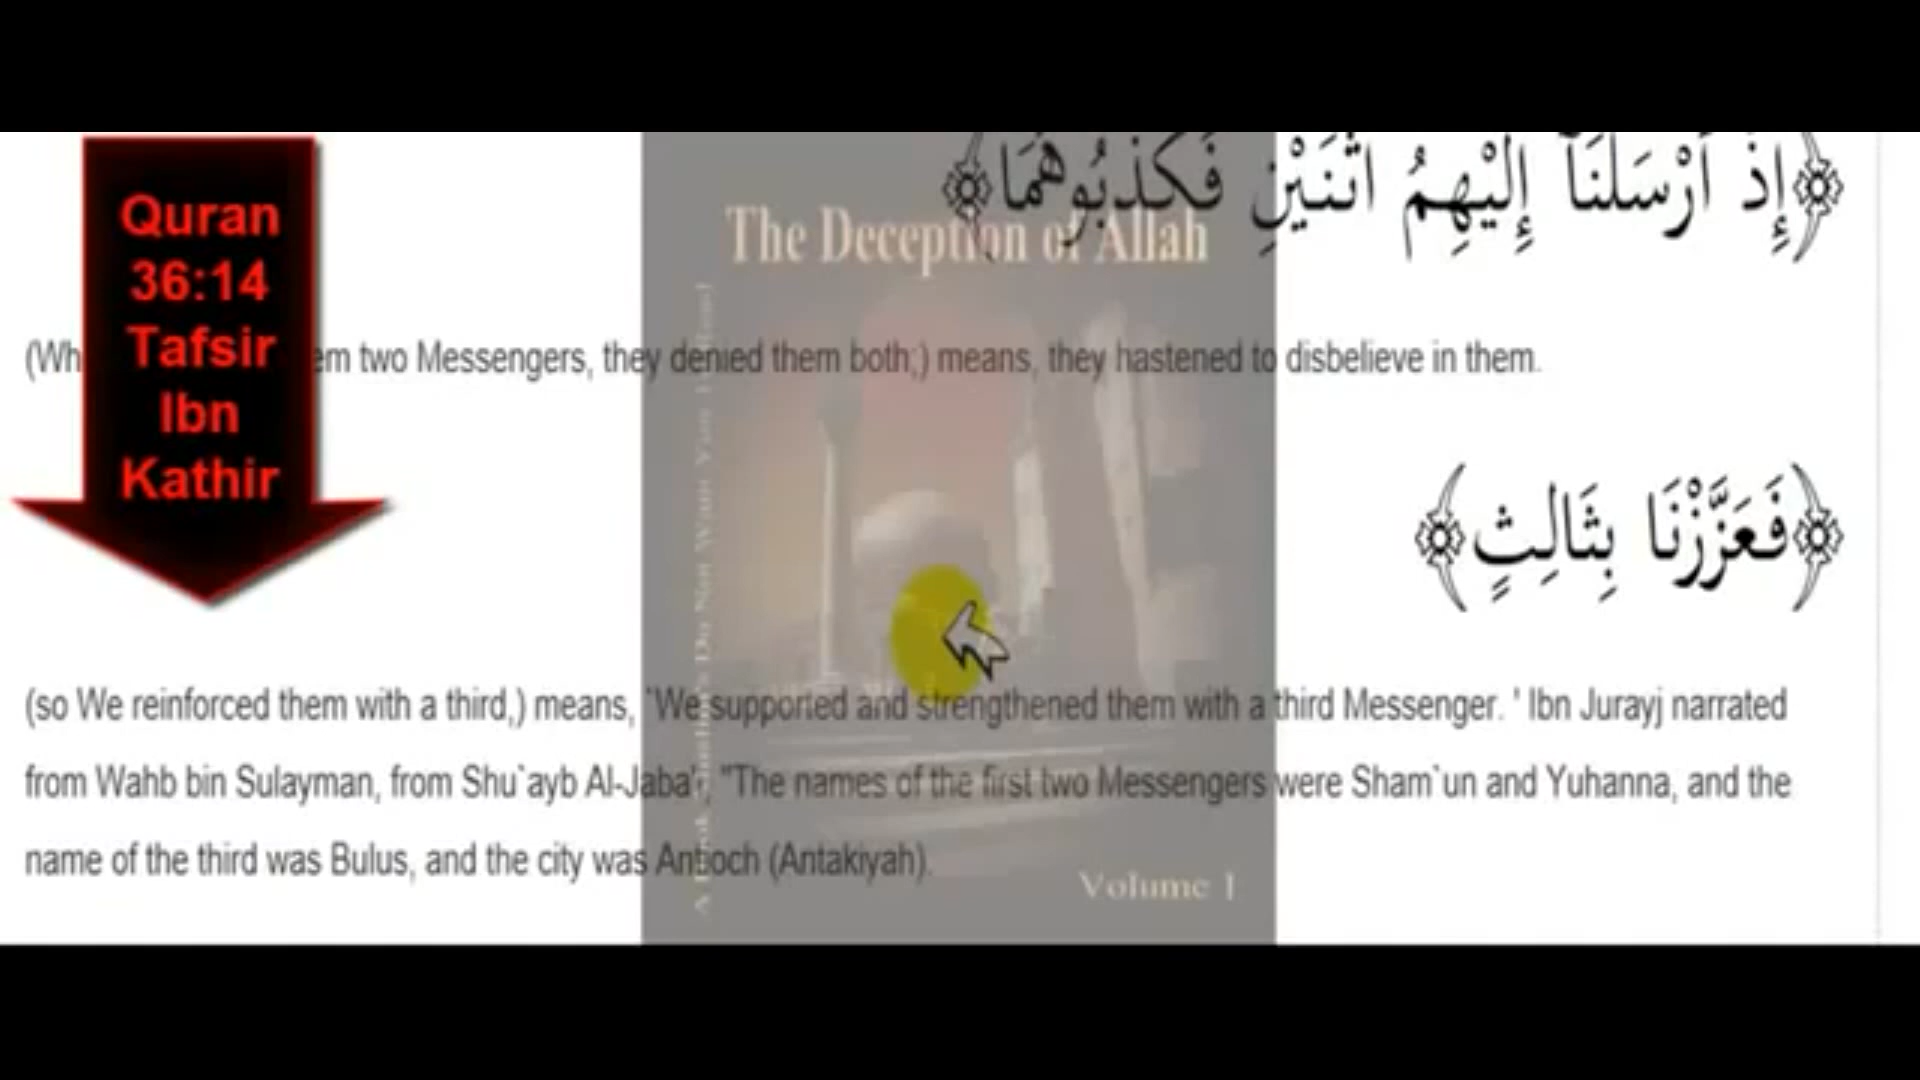 Quran
36:14
Tafsir
Ibn
Kathir
﴿إِذْ أَرْسَلْنَآ إِلَيْهِمُ اثْنَيْنِ فَكَذَّبُوهُمَا﴾
The Deception of Allah
(Wh em two Messengers, they denied them both;) means, they hastened to disbelieve in them.
﴿فَعَزَّزْنَا بِثَالِثٍ﴾
(so We reinforced them with a third,) means, `We supported and strengthened them with a third Messenger. ' Ibn Jurayj narrated
from Wahb bin Sulayman, from Shu`ayb Al-Jaba'i, "The names of the first two Messengers were Sham`un and Yuhanna, and the
name of the third was Bulus, and the city was Antioch (Antakiyah).
Volume 1